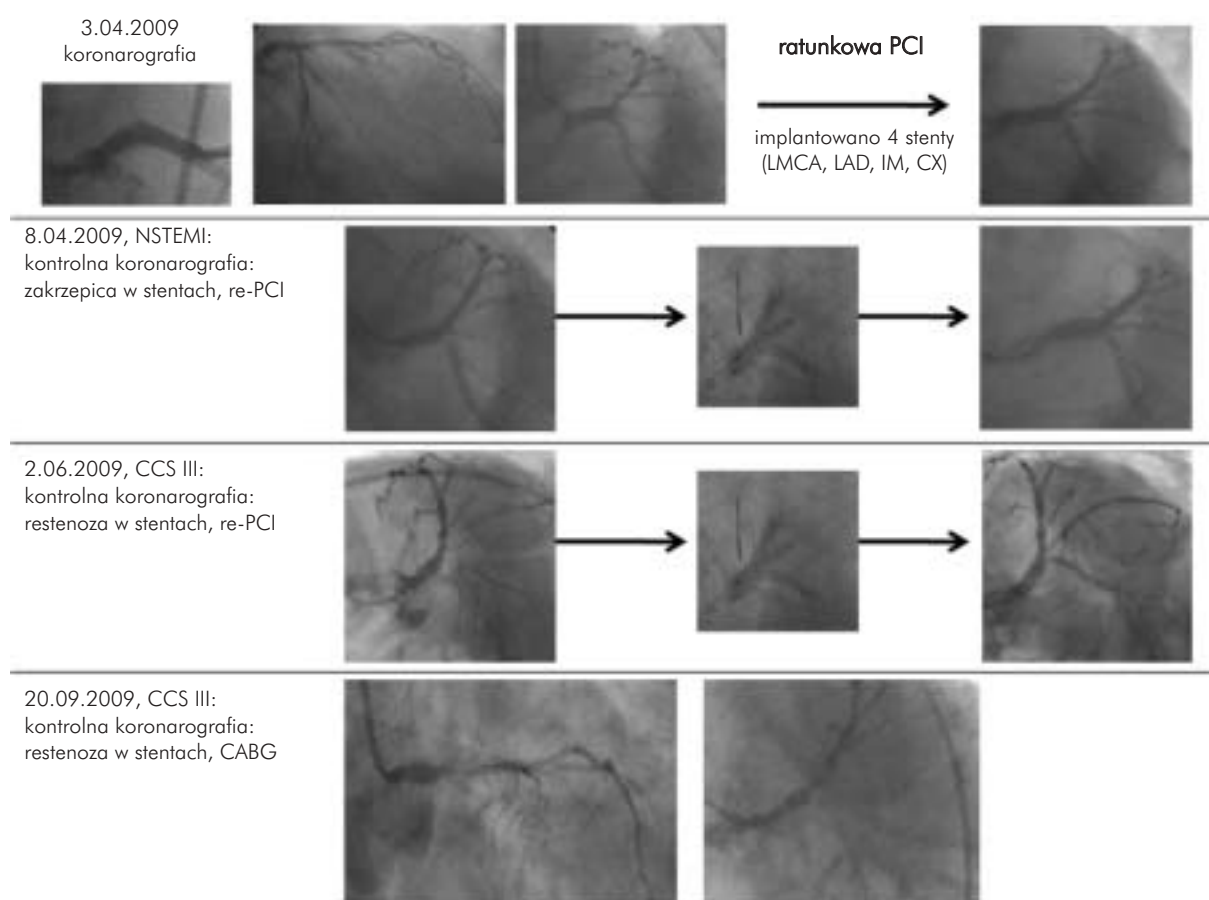 3.04.2009
koronarografia
ratunkowa PCI
implantowano 4 stenty
(LMCA, LAD, IM, CX)
8.04.2009, NSTEMI:
kontrolna koronarografia:
zakrzepica w stentach, re-PCI
2.06.2009, CCS III:
kontrolna koronarografia:
restenoza w stentach, re-PCI
20.09.2009, CCS III:
kontrolna koronarografia:
restenoza w stentach, CABG